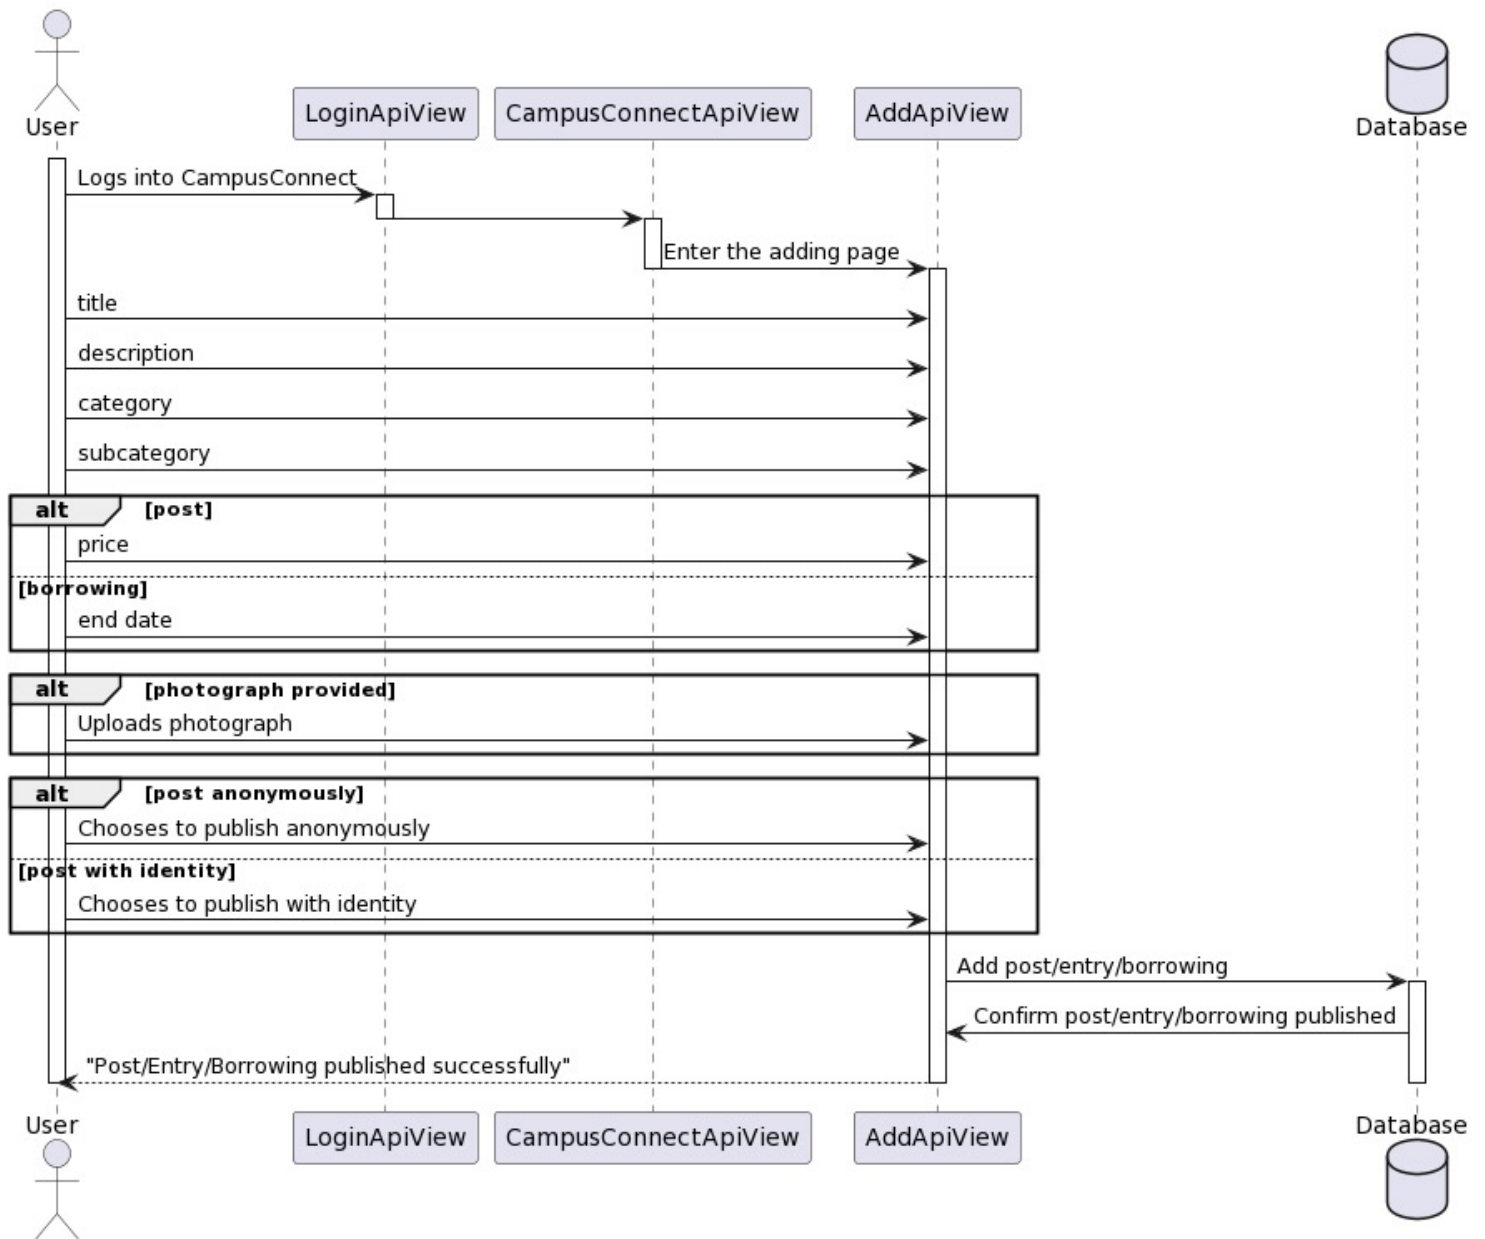 User
LoginApiView
CampusConnectApiView
AddApiView
Database
Logs into CampusConnect
Enter the adding page
title
description
category
subcategory
alt [post]
price
[borrowing]
end date
alt [photograph provided]
Uploads photograph
alt [post anonymously]
Chooses to publish anonymously
[post with identity]
Chooses to publish with identity
Add post/entry/borrowing
Confirm post/entry/borrowing published
"Post/Entry/Borrowing published successfully"
User
LoginApiView
CampusConnectApiView
AddApiView
Database